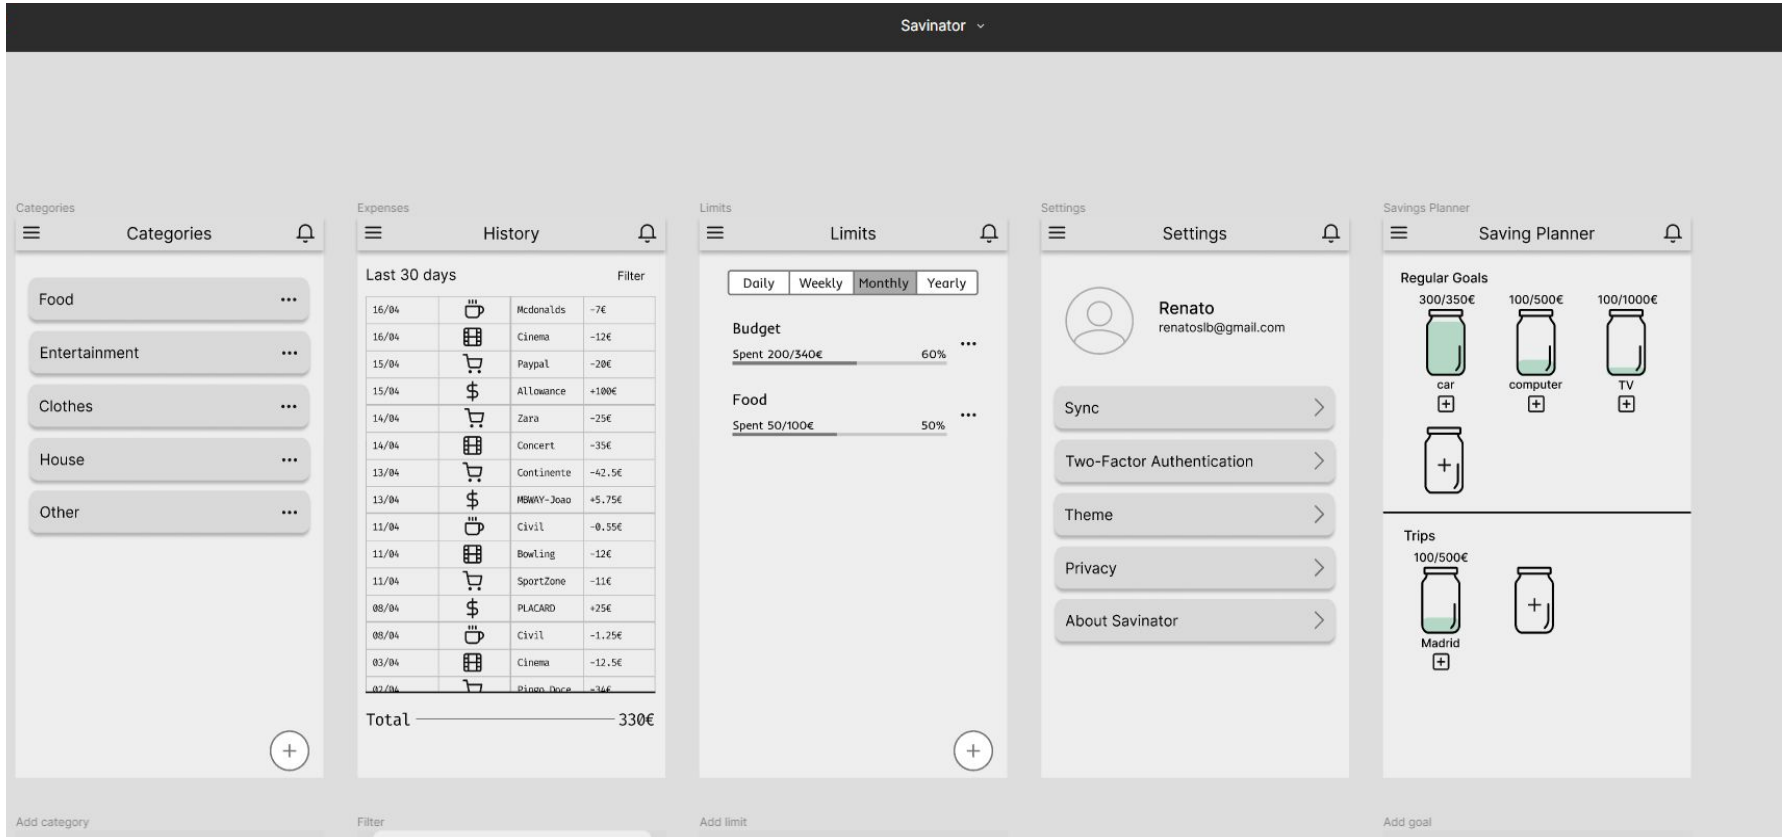 Savinator
Categories
Categories
Food
Entertainment
Clothes
House
Other
Expenses
History
Last 30 days Filter
16/04 Mcdonalds -7€
16/04 Cinema -12€
15/04 Paypal -20€
15/04 Allowance +100€
14/04 Zara -25€
14/04 Concert -35€
13/04 Continente -42.5€
13/04 MBWAY-Joao +5.75€
11/04 Civil -0.55€
11/04 Bowling -12€
11/04 SportZone -11€
08/04 PLACARD +25€
08/04 Civil -1.25€
03/04 Cinema -12.5€
02/04 Pingo Doce -34€
Total 330€
Limits
Limits
Daily Weekly Monthly Yearly
Budget
Spent 200/340€ 60%
Food
Spent 50/100€ 50%
Settings
Settings
Renato
renatoslb@gmail.com
Sync
Two-Factor Authentication
Theme
Privacy
About Savinator
Savings Planner
Saving Planner
Regular Goals
300/350€ 100/500€ 100/1000€
car computer TV
Trips
100/500€
Madrid
Add category
Filter
Add limit
Add goal